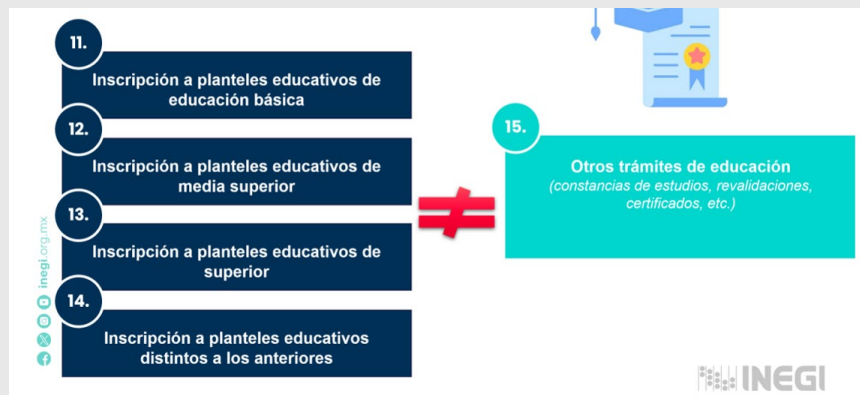 11.
Inscripción a planteles educativos de
educación básica
12.
Inscripción a planteles educativos de
media superior
13.
Inscripción a planteles educativos de
superior
14.
Inscripción a planteles educativos
distintos a los anteriores
≠
15.
Otros trámites de educación
(constancias de estudios, revalidaciones,
certificados, etc.)
inegi.org.mx
INEGI